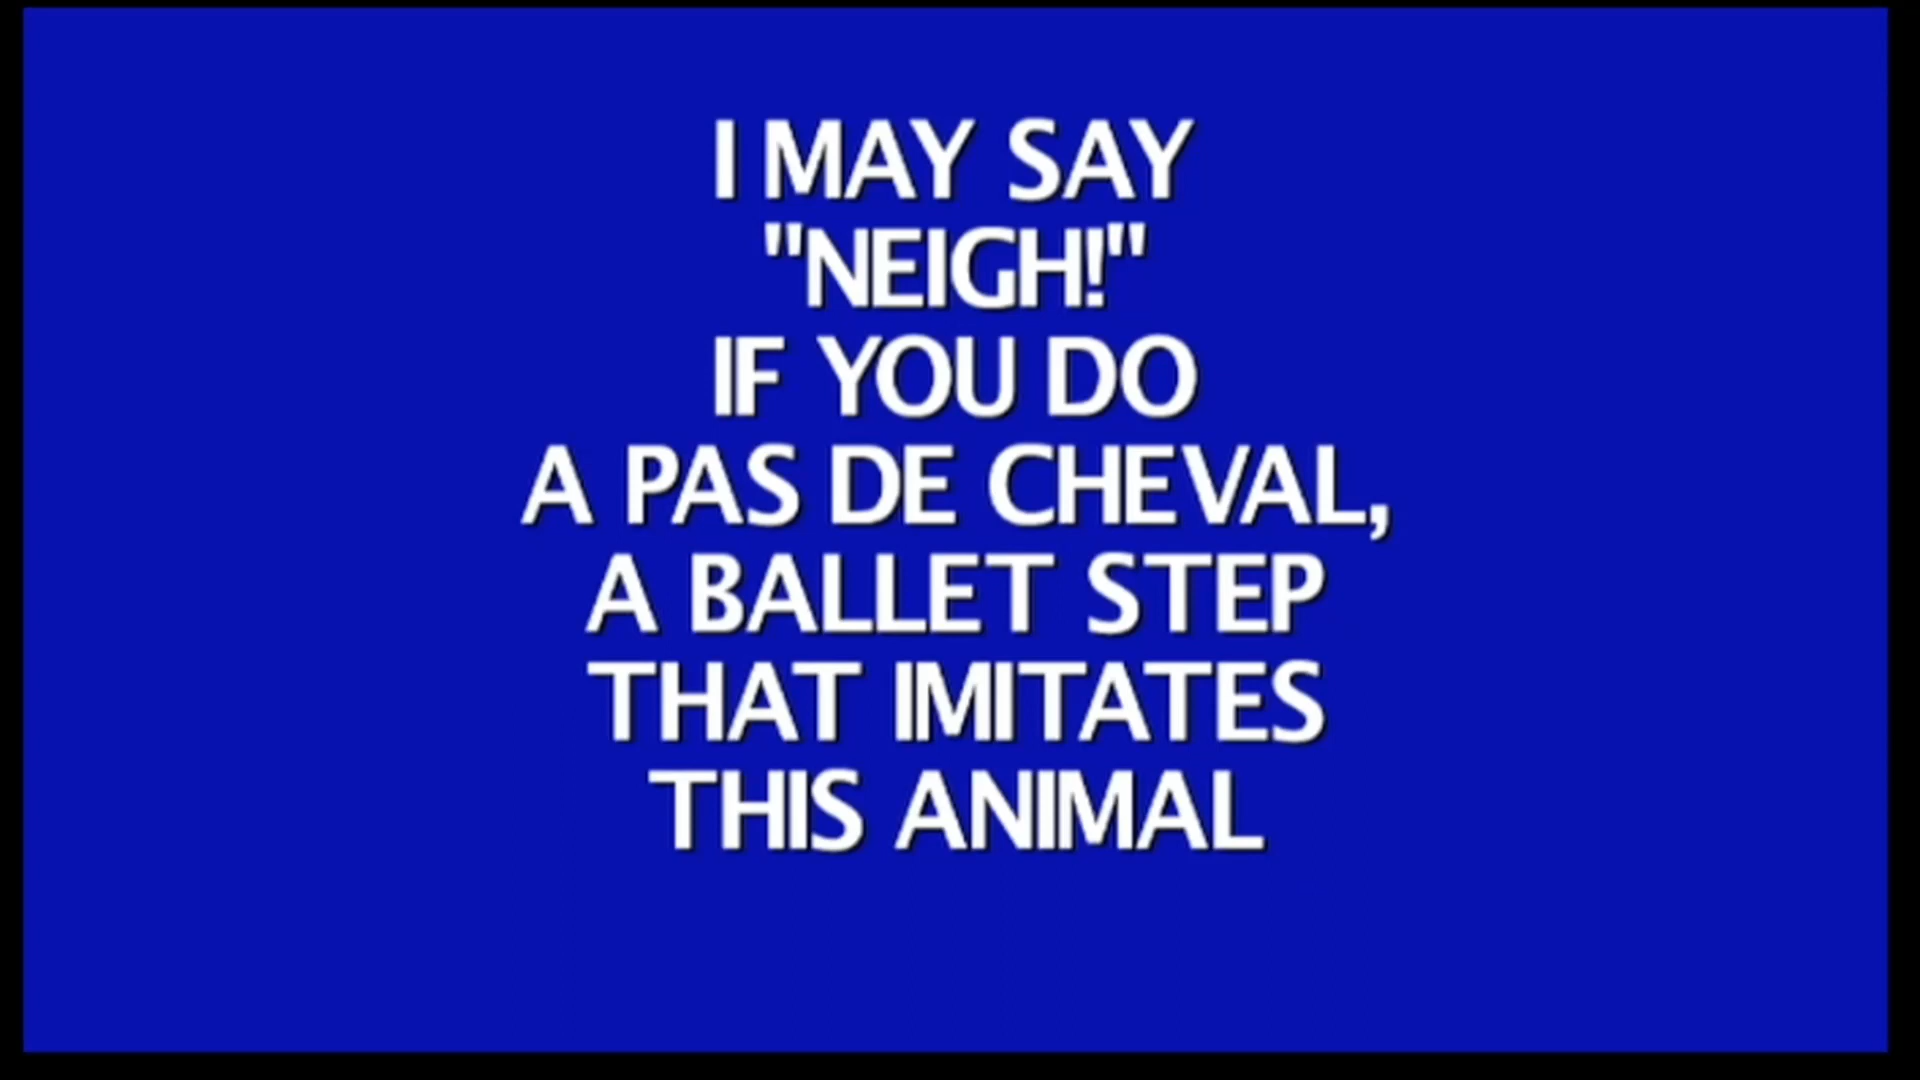 I MAY SAY
"NEIGH!"
IF YOU DO
A PAS DE CHEVAL,
A BALLET STEP
THAT IMITATES
THIS ANIMAL